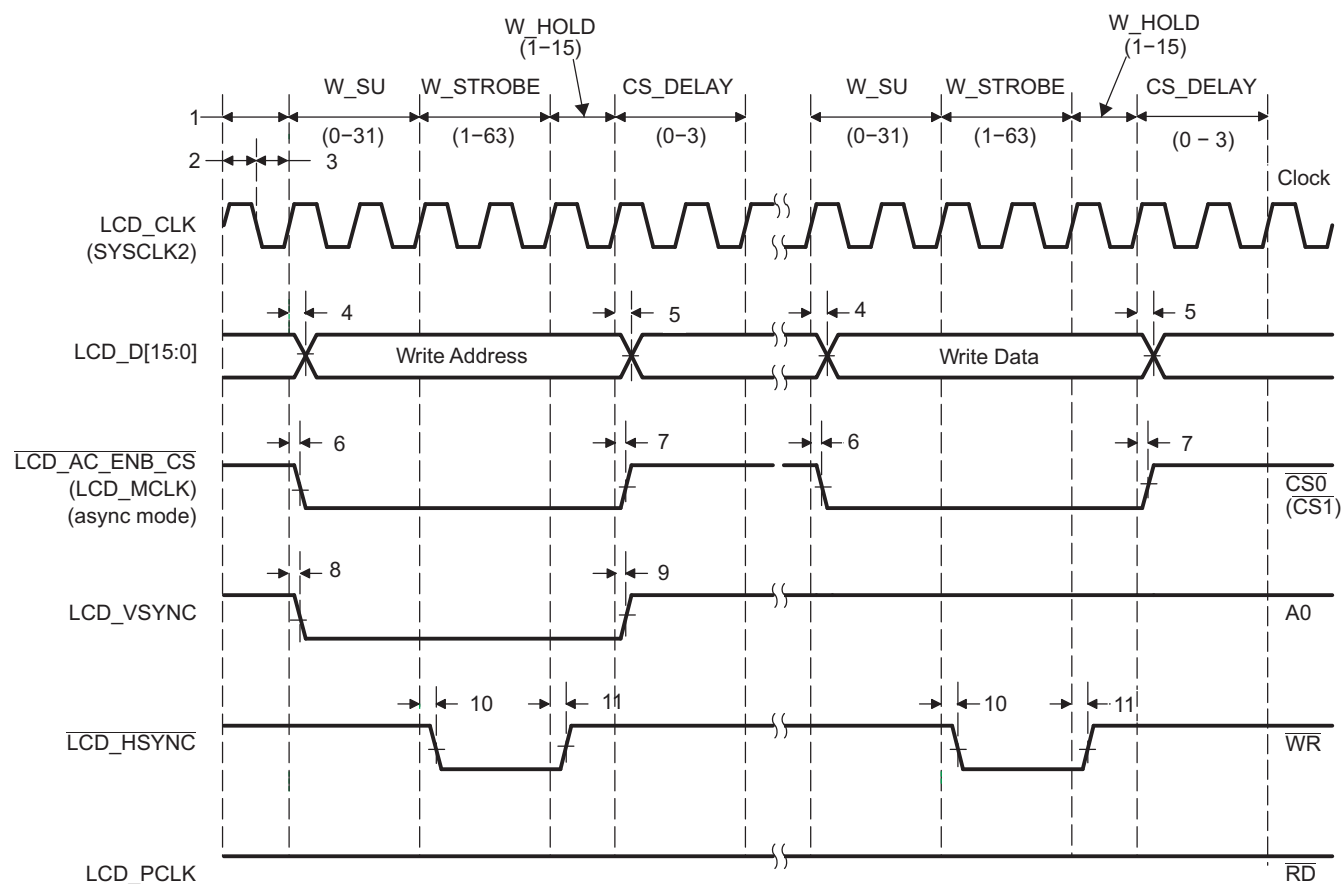 W_HOLD
(1−15)
W_HOLD
(1−15)
W_SU
W_STROBE
CS_DELAY
W_SU
W_STROBE
CS_DELAY
1
(0−31)
(1−63)
(0−3)
(0−31)
(1−63)
(0 − 3)
2
3
Clock
LCD_CLK
(SYSCLK2)
4
5
4
5
LCD_D[15:0]
Write Address
Write Data
6
7
6
7
LCD_AC_ENB_CS
(LCD_MCLK)
(async mode)
CS0
(CS1)
8
9
LCD_VSYNC
A0
10
11
10
11
LCD_HSYNC
WR
LCD_PCLK
RD